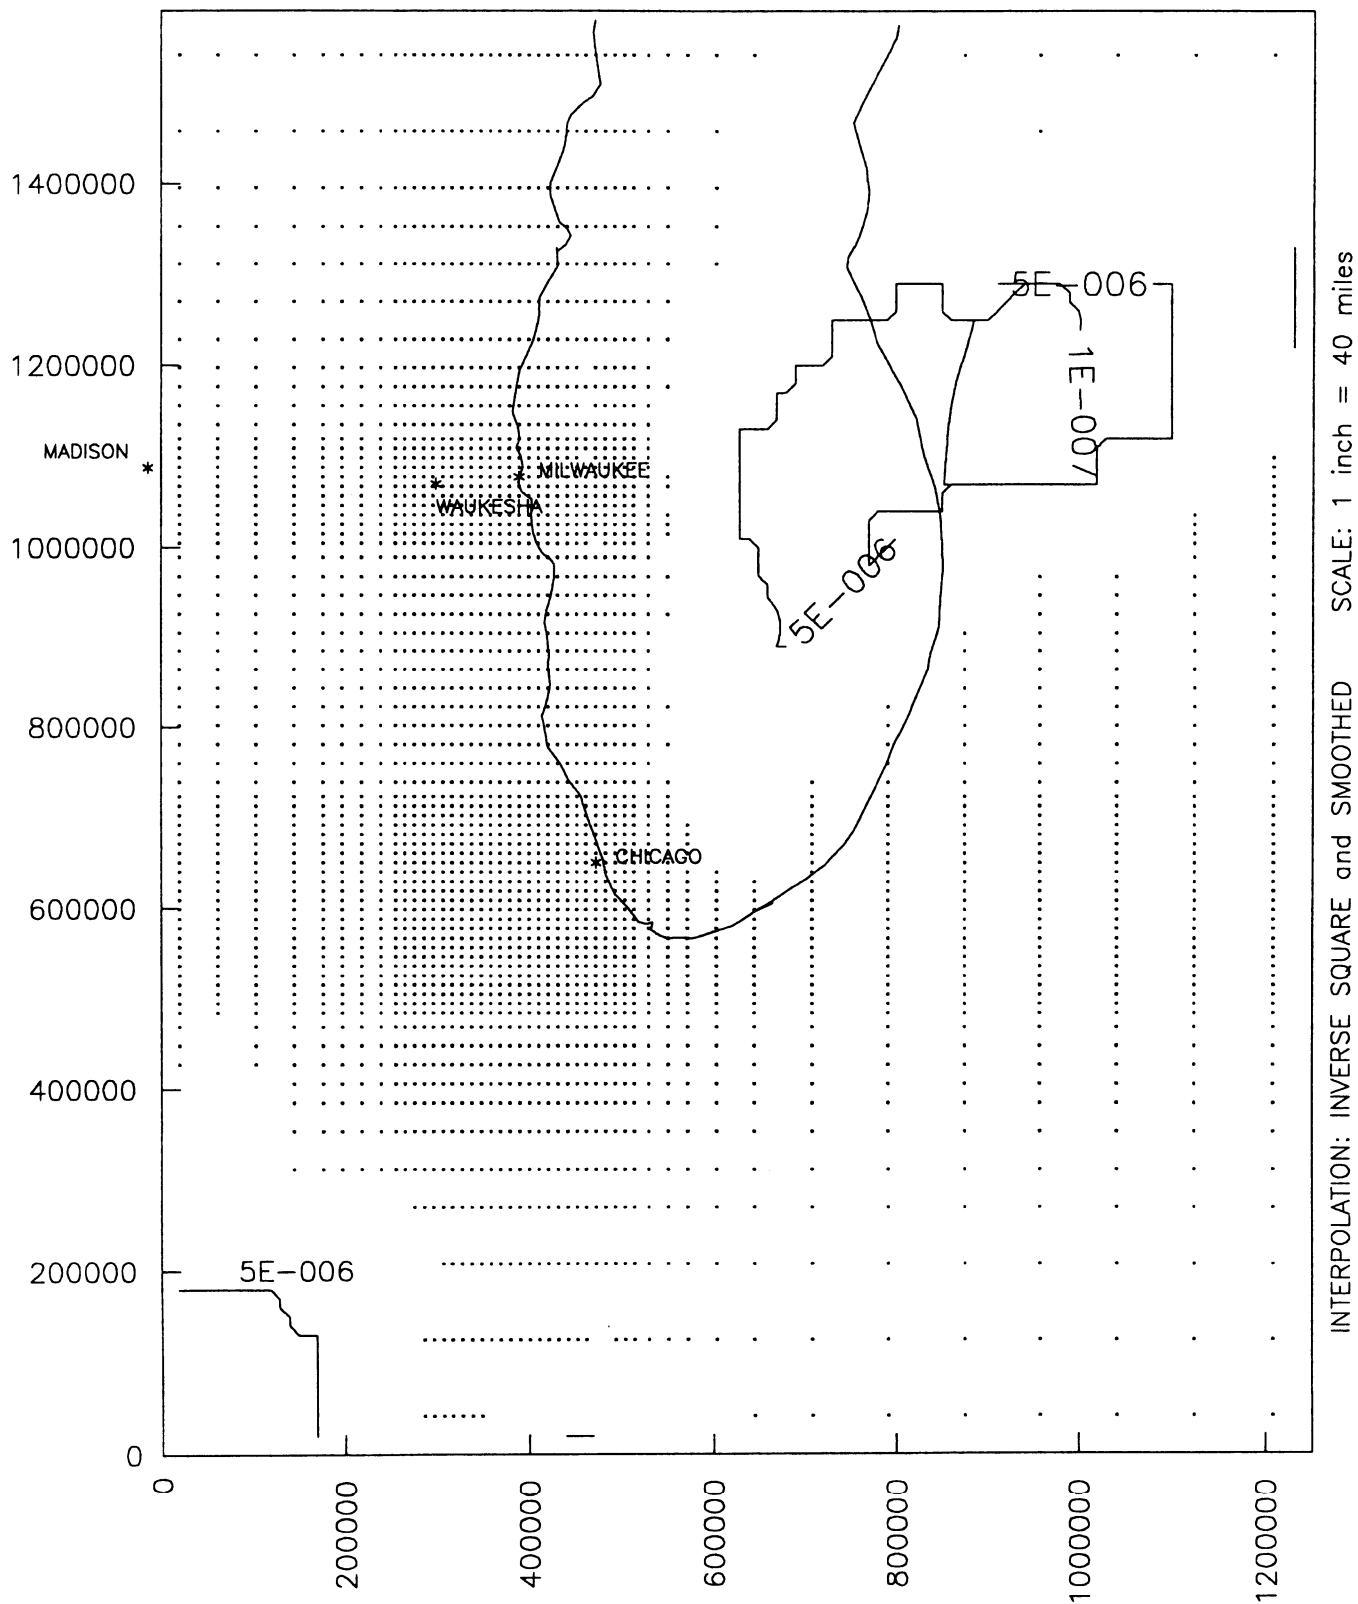 1400000
1200000
1000000
800000
600000
400000
200000
0
MADISON
MILWAUKEE
WAUKESHA
CHICAGO
5E-006
1E-007
5E-006
5E-006
0
200000
400000
600000
800000
1000000
1200000
INTERPOLATION: INVERSE SQUARE and SMOOTHED SCALE: 1 inch = 40 miles